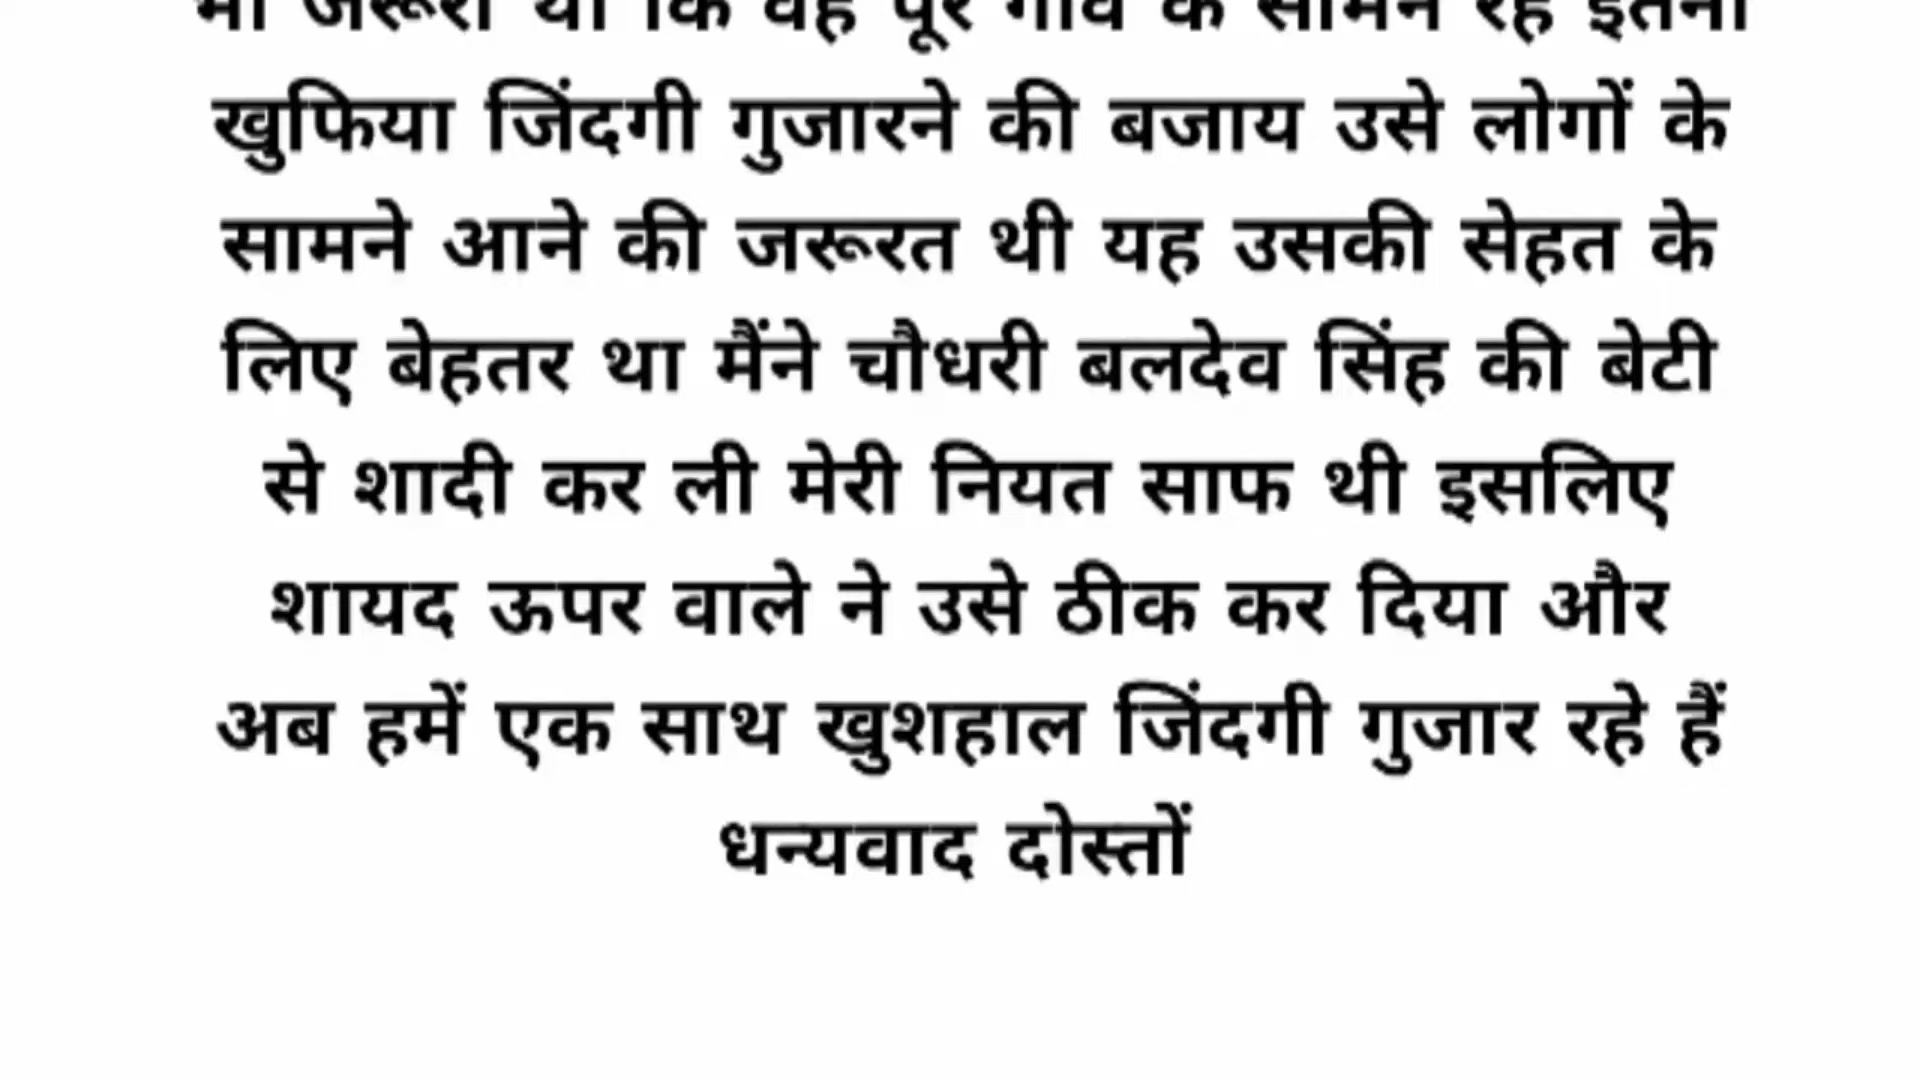 भी जरूरी था कि वह पूरे गांव के सामने रहे इतनी
खुफिया जिंदगी गुजारने की बजाय उसे लोगों के
सामने आने की जरूरत थी यह उसकी सेहत के
लिए बेहतर था मैंने चौधरी बलदेव सिंह की बेटी
से शादी कर ली मेरी नियत साफ थी इसलिए
शायद ऊपर वाले ने उसे ठीक कर दिया और
अब हमें एक साथ खुशहाल जिंदगी गुजार रहे हैं
धन्यवाद दोस्तों